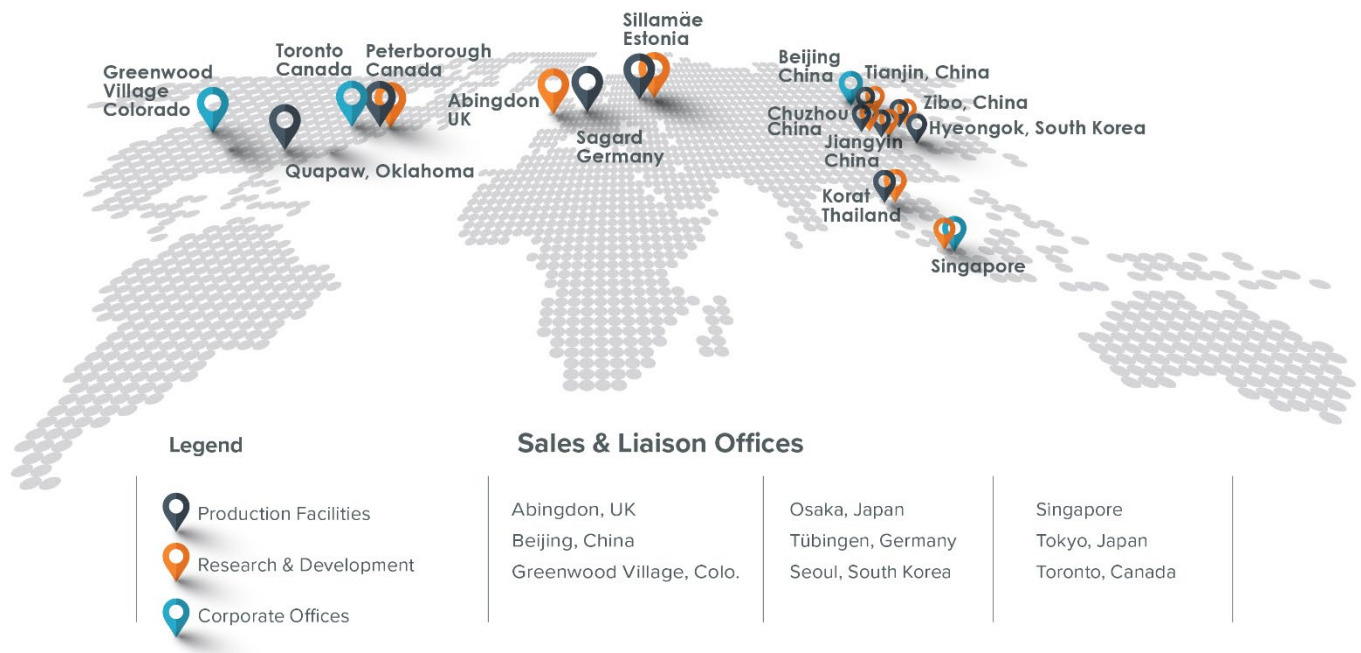 Sillamäe
Estonia
Toronto
Canada
Peterborough
Canada
Beijing
China
Tianjin, China
Greenwood
Village
Colorado
Abingdon
UK
Zibo, China
Chuzhou
China
Hyeongok, South Korea
Sagard
Germany
Jiangyin
China
Quapaw, Oklahoma
Korat
Thailand
Singapore
Legend
Production Facilities
Research & Development
Corporate Offices
Sales & Liaison Offices
Abingdon, UK
Beijing, China
Greenwood Village, Colo.
Osaka, Japan
Tübingen, Germany
Seoul, South Korea
Singapore
Tokyo, Japan
Toronto, Canada